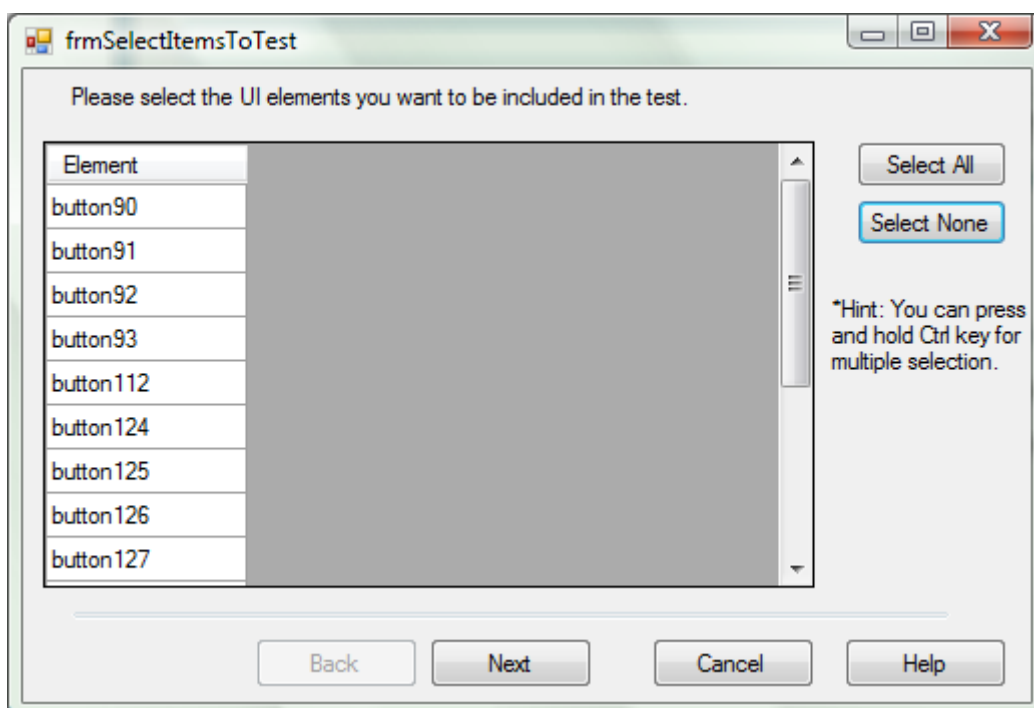 frmSelectItemsToTest
Please select the UI elements you want to be included in the test.
Element
button90
button91
button92
button93
button112
button124
button125
button126
button127
Select All
Select None
*Hint: You can press
and hold Ctrl key for
multiple selection.
Back
Next
Cancel
Help